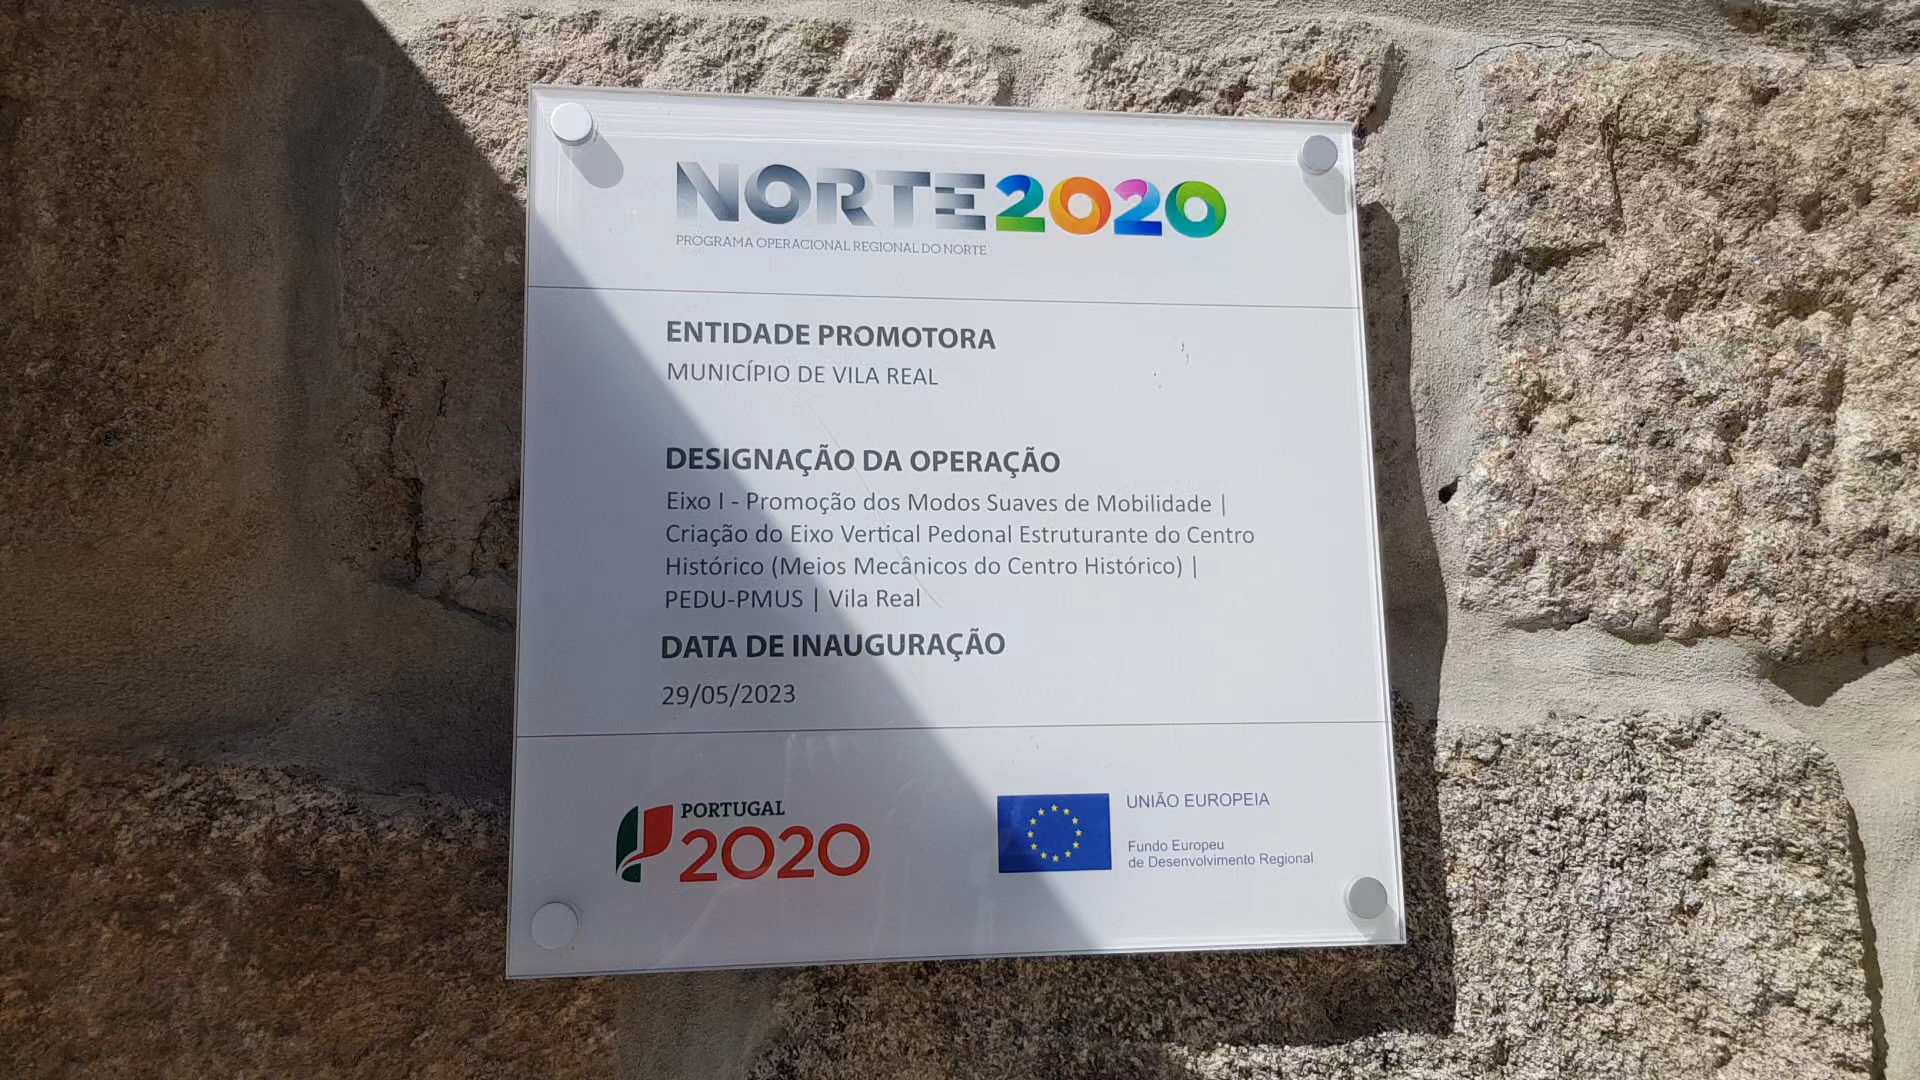 NORTE2020
PROGRAMA OPERACIONAL REGIONAL DO NORTE
ENTIDADE PROMOTORA
MUNICÍPIO DE VILA REAL
DESIGNAÇÃO DA OPERAÇÃO
Eixo I - Promoção dos Modos Suaves de Mobilidade |
Criação do Eixo Vertical Pedonal Estruturante do Centro
Histórico (Meios Mecânicos do Centro Histórico) |
PEDU-PMUS | Vila Real
DATA DE INAUGURAÇÃO
29/05/2023
PORTUGAL
2020
UNIÃO EUROPEIA
Fundo Europeu
de Desenvolvimento Regional